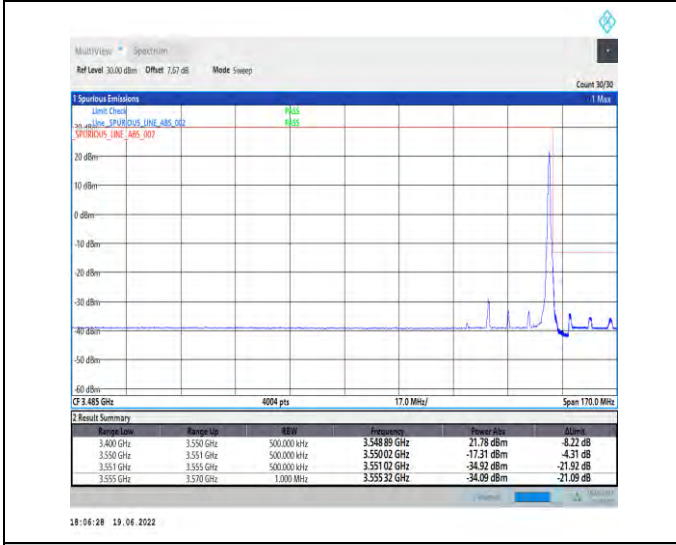 MultiView Spectrum
Ref Level 30.00 dBm Offset 7.67 dB Mode Sweep
Count 30/30
1 Spurious Emissions 1 Max
Limit Check PASS
30 dBm Line _SPURIOUS_LINE_ABS_002 PASS
_SPURIOUS_LINE_ABS_002
20 dBm
10 dBm
0 dBm
-10 dBm
-20 dBm
-30 dBm
-40 dBm
-50 dBm
-60 dBm
CF 3.485 GHz 4004 pts 17.0 MHz/ Span 170.0 MHz
2 Result Summary
Range Low Range Up RBW Frequency Power Abs ΔLimit
3.400 GHz 3.550 GHz 500.000 kHz 3.548 89 GHz 21.78 dBm -8.22 dB
3.550 GHz 3.551 GHz 500.000 kHz 3.55002 GHz -17.31 dBm -4.31 dB
3.551 GHz 3.555 GHz 500.000 kHz 3.55102 GHz -34.92 dBm -21.92 dB
3.555 GHz 3.570 GHz 1.000 MHz 3.555 32 GHz -34.09 dBm -21.09 dB
18:06:28 19.06.2022